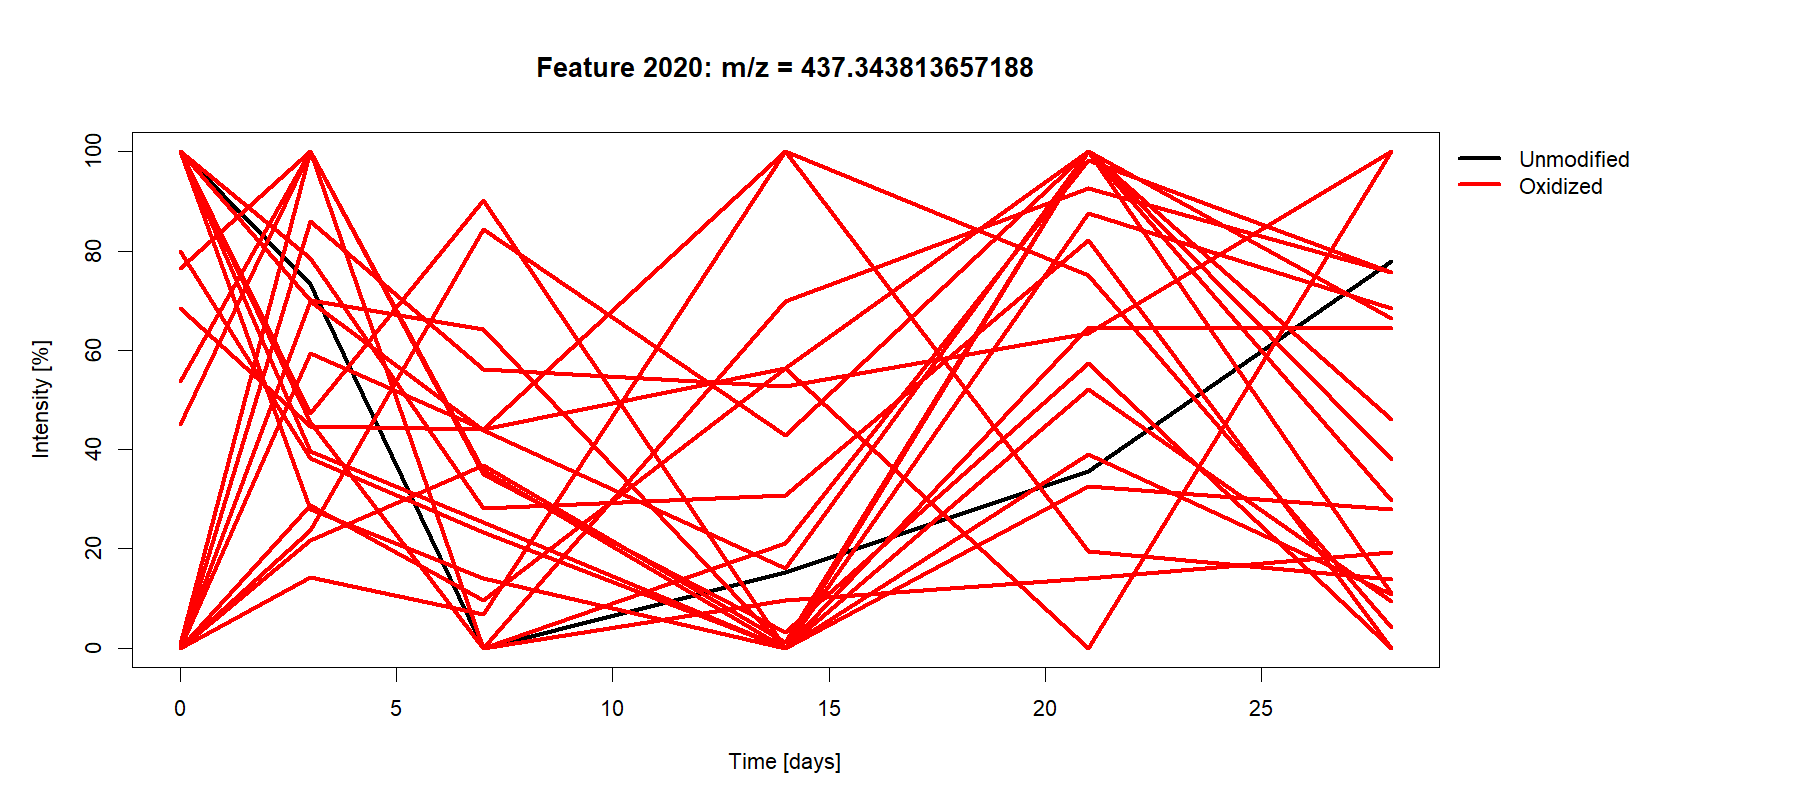 Feature 2020: m/z = 437.343813657188
Unmodified
Oxidized
Intensity [%]
100
80
60
40
20
0
0 5 10 15 20 25
Time [days]